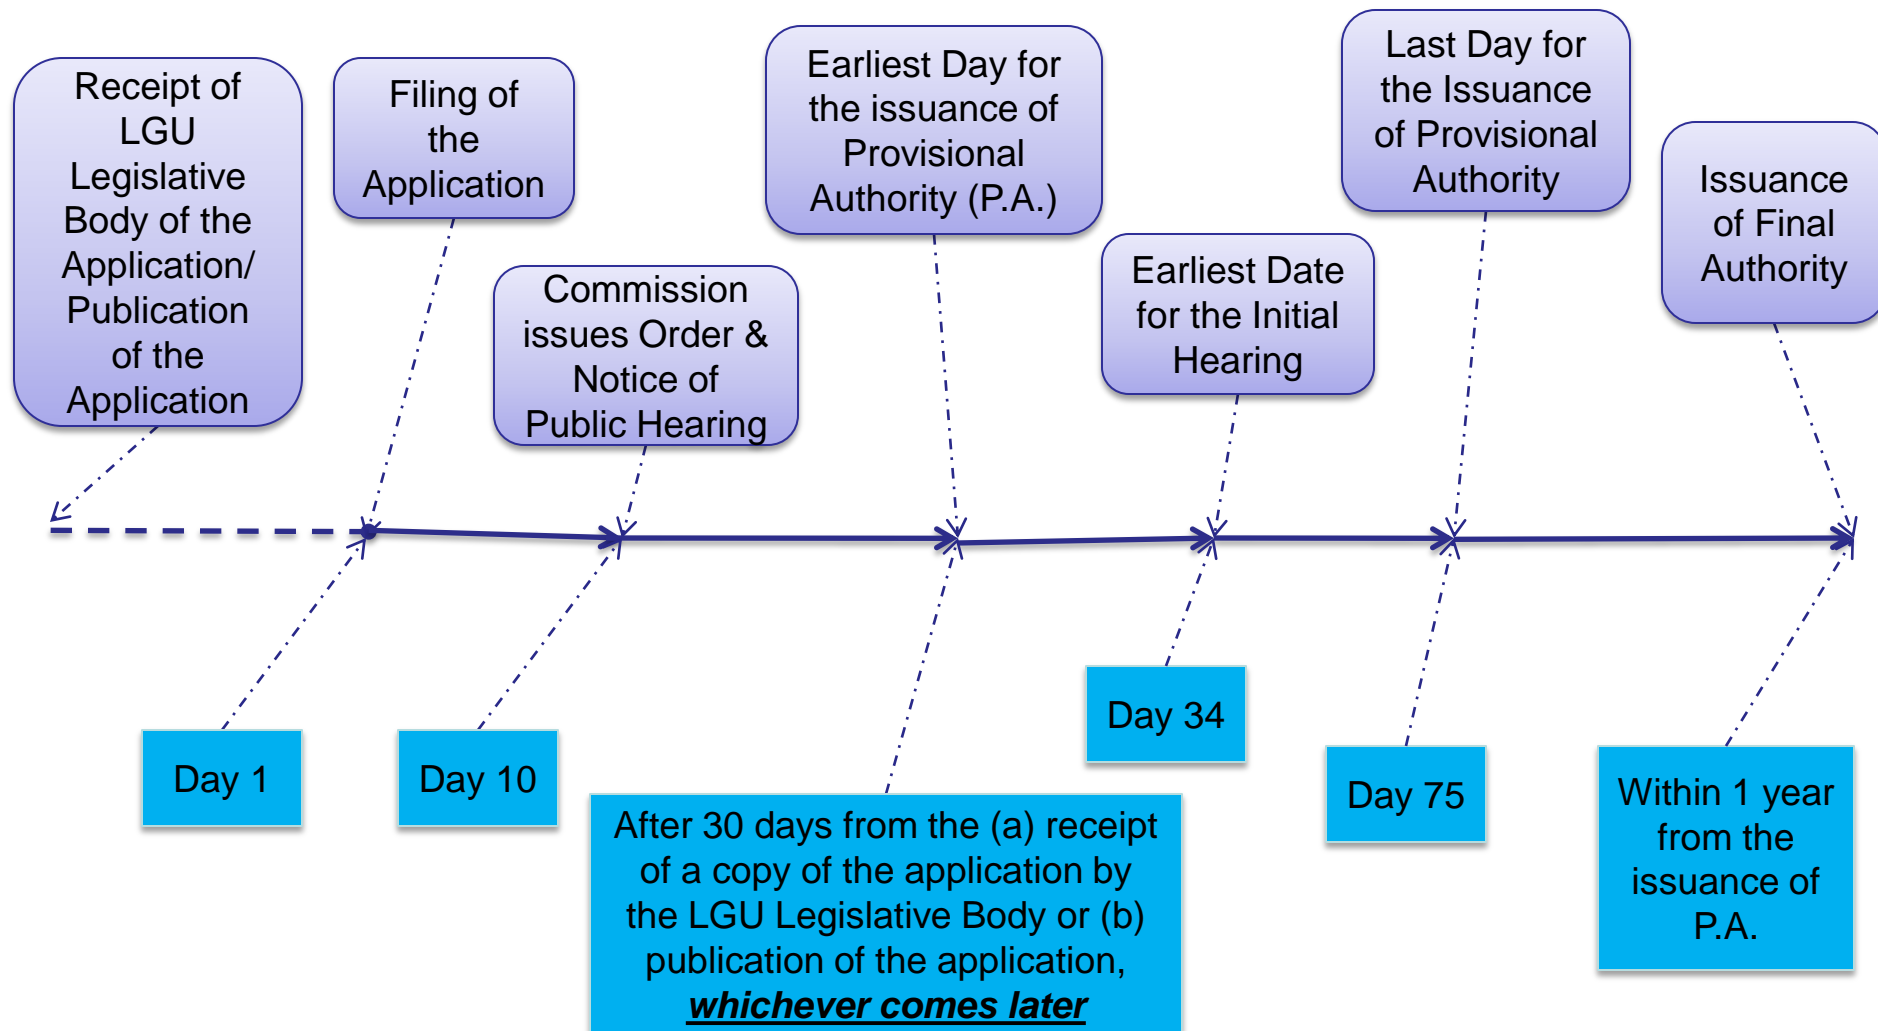 Receipt of
LGU
Legislative
Body of the
Application/
Publication
of the
Application
Filing of
the
Application
Commission
issues Order &
Notice of
Public Hearing
Earliest Day for
the issuance of
Provisional
Authority (P.A.)
Earliest Date
for the Initial
Hearing
Last Day for
the Issuance
of Provisional
Authority
Issuance
of Final
Authority
Day 1
Day 10
After 30 days from the (a) receipt
of a copy of the application by
the LGU Legislative Body or (b)
publication of the application,
whichever comes later
Day 34
Day 75
Within 1 year
from the
issuance of
P.A.